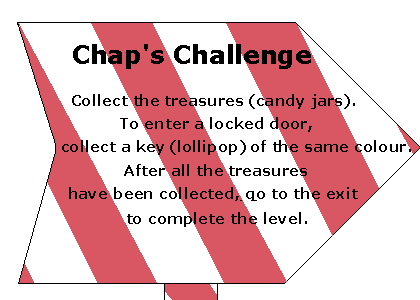 Chap's Challenge
Collect the treasures (candy jars).
To enter a locked door,
collect a key (lollipop) of the same colour.
After all the treasures
have been collected, go to the exit
to complete the level.